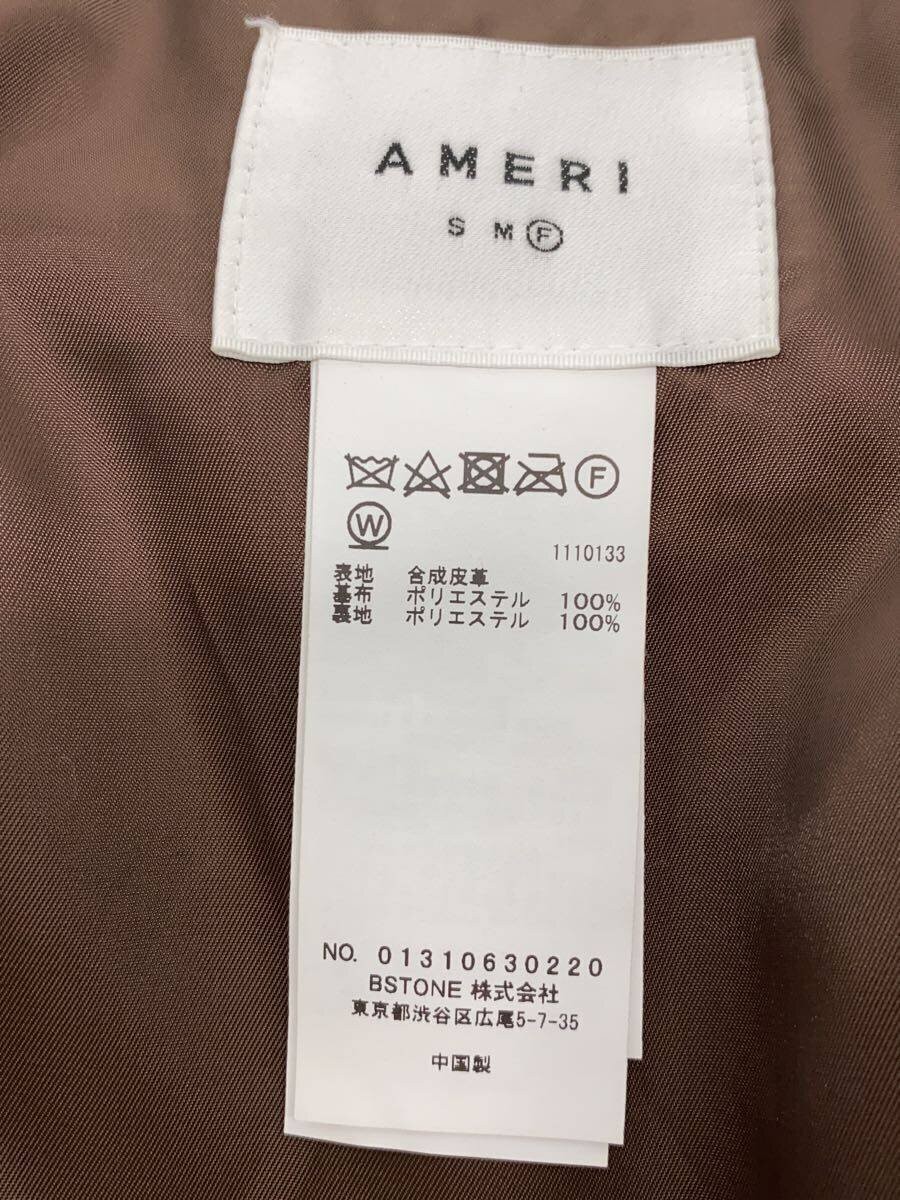 AMERI
S M F
F
W
1110133
表地 合成皮革
基布 ポリエステル 100%
裏地 ポリエステル 100%
NO. 01310630220
BSTONE 株式会社
東京都渋谷区広尾5-7-35
中国製